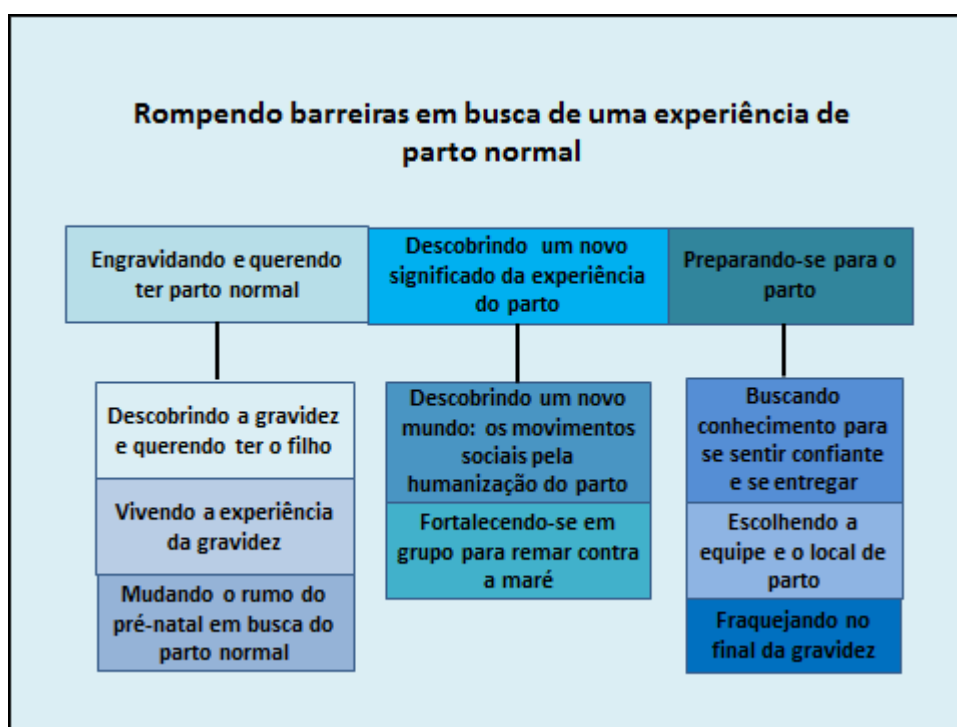 Rompendo barreiras em busca de uma experiência de
parto normal
Engravidando e querendo
ter parto normal
Descobrindo um novo
significado da experiência
do parto
Preparando-se para o
parto
Descobrindo a gravidez
e querendo ter o filho
Vivendo a experiência
da gravidez
Mudando o rumo do
pré-natal em busca do
parto normal
Descobrindo um novo
mundo: os movimentos
sociais pela
humanização do parto
Fortalecendo-se em
grupo para remar contra
a maré
Buscando
conhecimento para
se sentir confiante
e se entregar
Escolhendo a
equipe e o local de
parto
Fraquejando no
final da gravidez